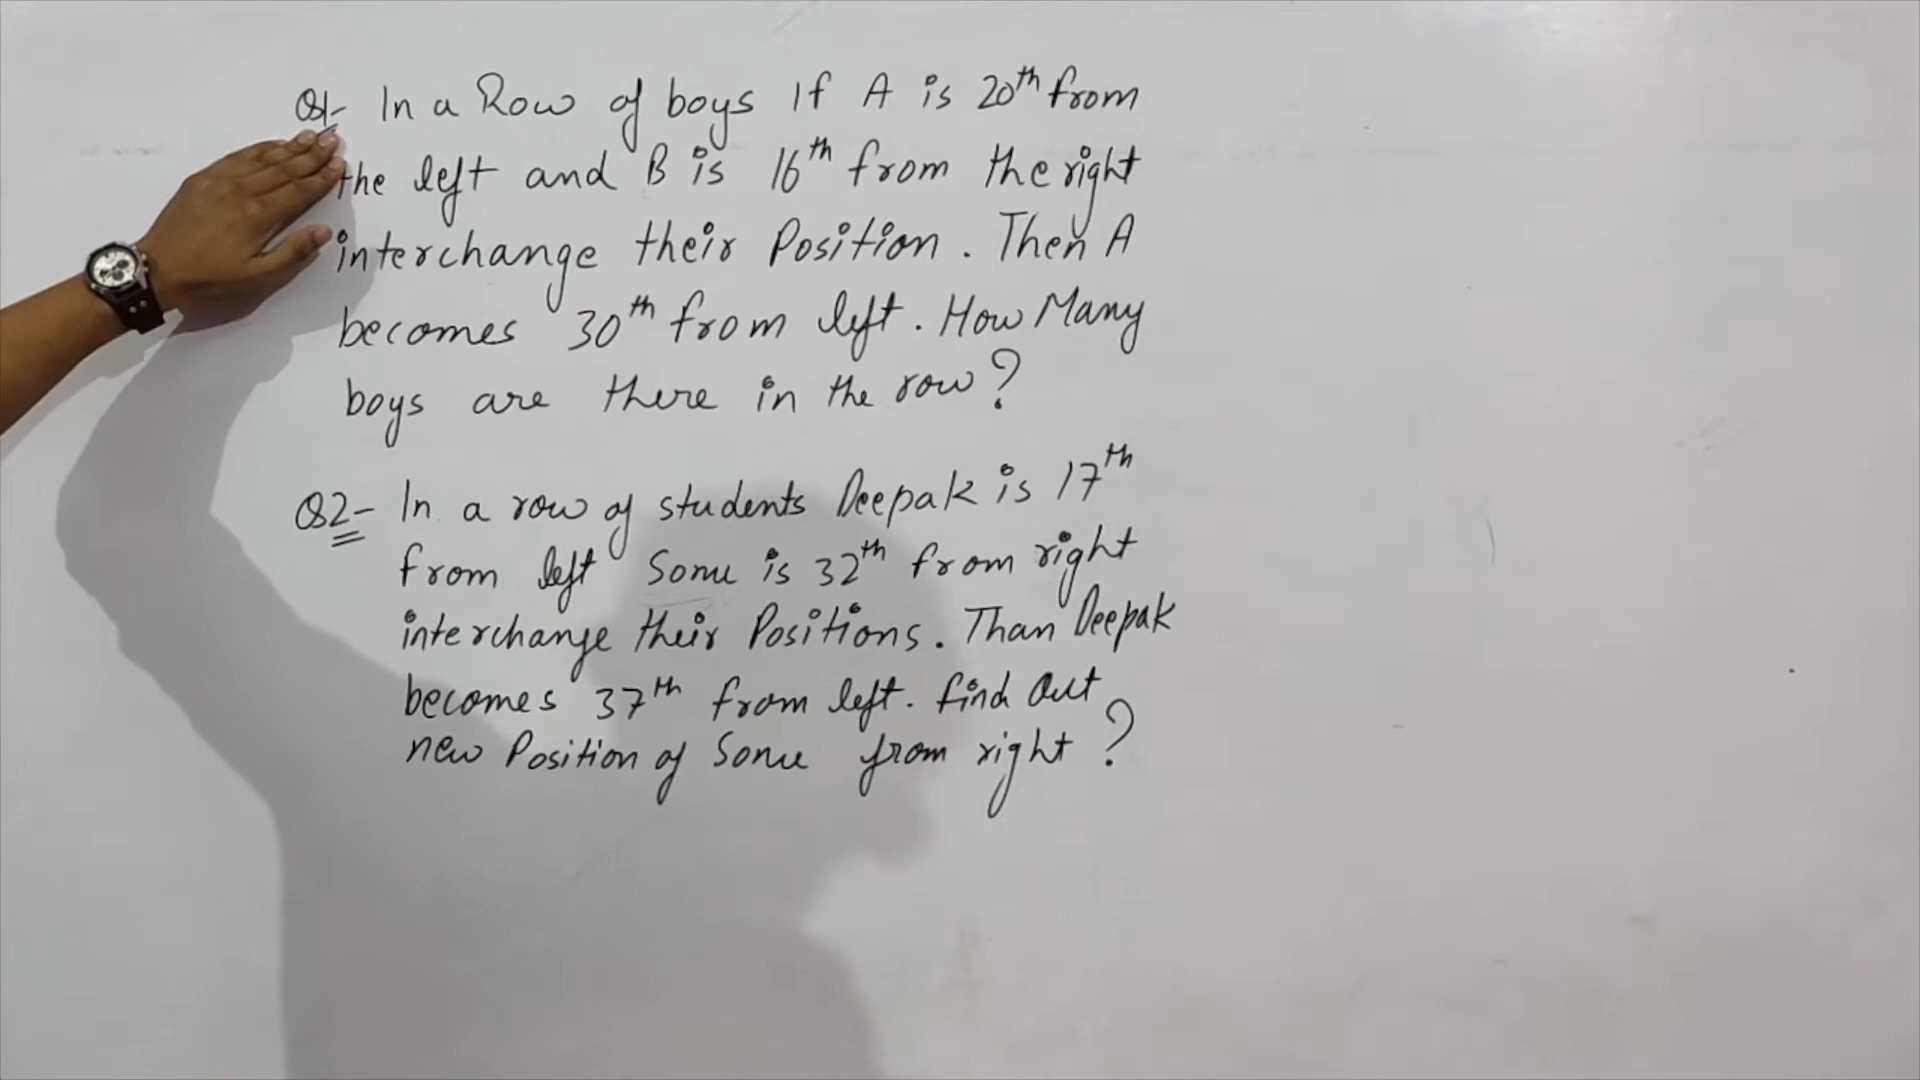 Q1- In a Row of boys If A is 20th from
the left and B is 16th from the right
interchange their Position. Then A
becomes 30th from left. How Many
boys are there in the row?
Q2- In a row of students Deepak is 17th
from left Sonu is 32th from right
interchange their Positions. Than Deepak
becomes 37th from left. find Out
new Position of Sonu from right?